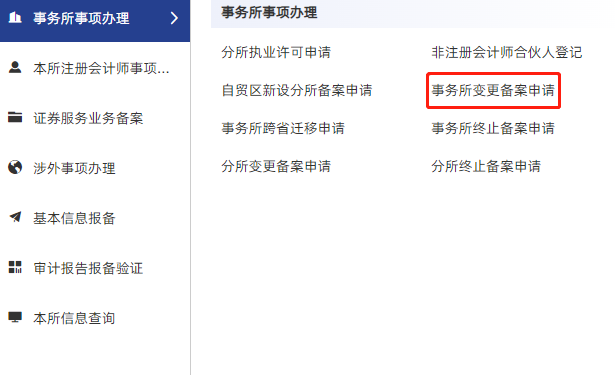 事务所事项办理
本所注册会计师事项...
证券服务业务备案
涉外事项办理
基本信息报备
审计报告报备验证
本所信息查询
事务所事项办理
分所执业许可申请 非注册会计师合伙人登记
自贸区新设分所备案申请 事务所变更备案申请
事务所跨省迁移申请 事务所终止备案申请
分所变更备案申请 分所终止备案申请